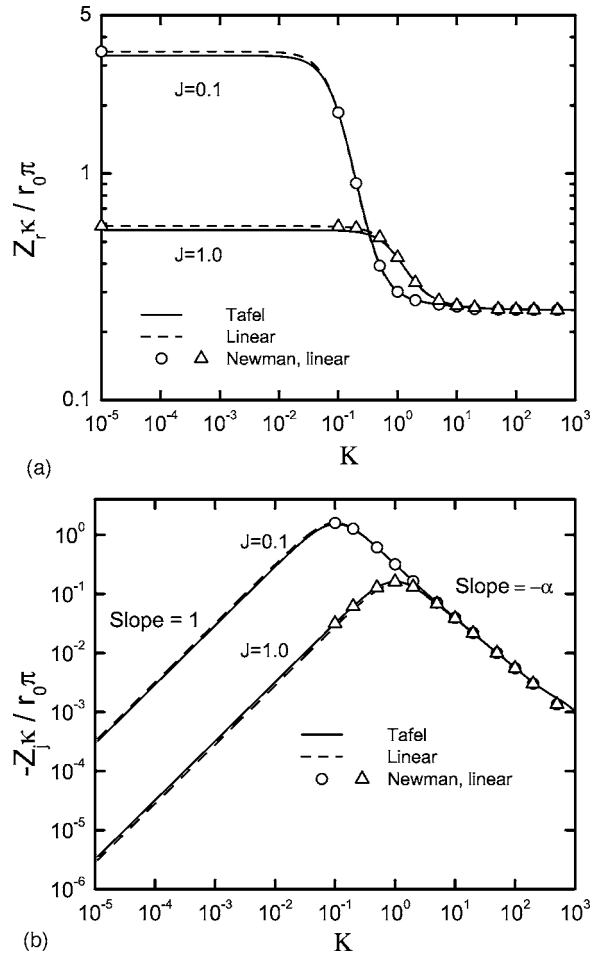 Z_r κ / r_0 π
5
1
0.1
J=0.1
J=1.0
Tafel
Linear
Newman, linear
10^-5 10^-4 10^-3 10^-2 10^-1 10^0 10^1 10^2 10^3
K
(a)
-Z_j κ / r_0 π
10^0
10^-1
10^-2
10^-3
10^-4
10^-5
10^-6
J=0.1
Slope = 1
J=1.0
Slope = -α
Tafel
Linear
Newman, linear
10^-5 10^-4 10^-3 10^-2 10^-1 10^0 10^1 10^2 10^3
K
(b)